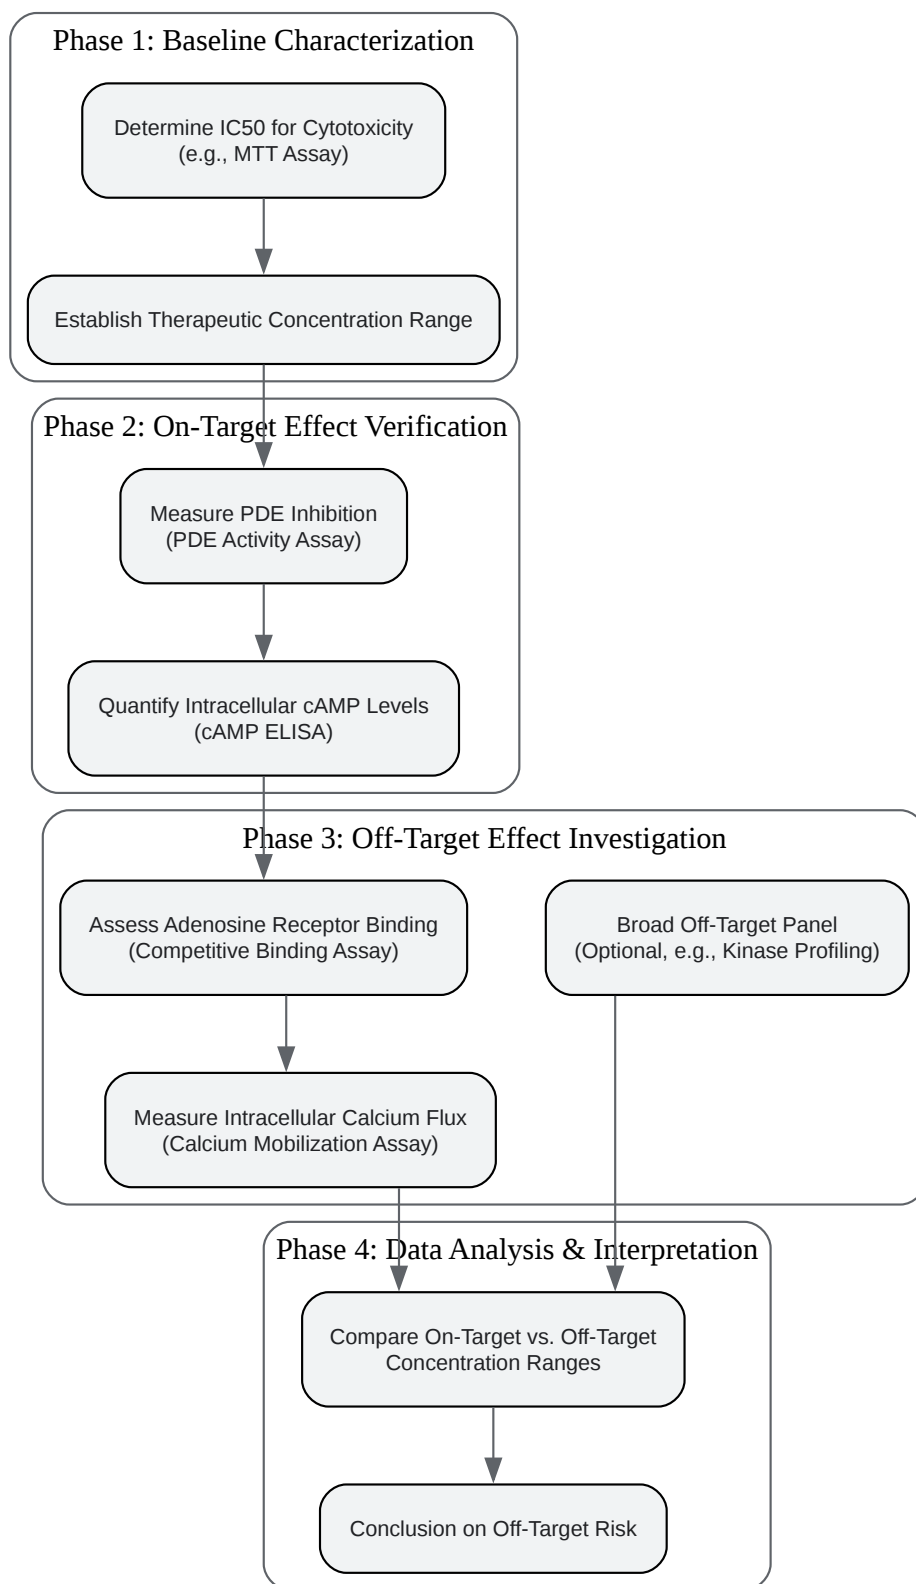 Phase 1: Baseline Characterization
Determine IC50 for Cytotoxicity
(e.g., MTT Assay)
Establish Therapeutic Concentration Range
Phase 2: On-Target Effect Verification
Measure PDE Inhibition
(PDE Activity Assay)
Quantify Intracellular cAMP Levels
(cAMP ELISA)
Phase 3: Off-Target Effect Investigation
Assess Adenosine Receptor Binding
(Competitive Binding Assay)
Broad Off-Target Panel
(Optional, e.g., Kinase Profiling)
Measure Intracellular Calcium Flux
(Calcium Mobilization Assay)
Phase 4: Data Analysis & Interpretation
Compare On-Target vs. Off-Target
Concentration Ranges
Conclusion on Off-Target Risk